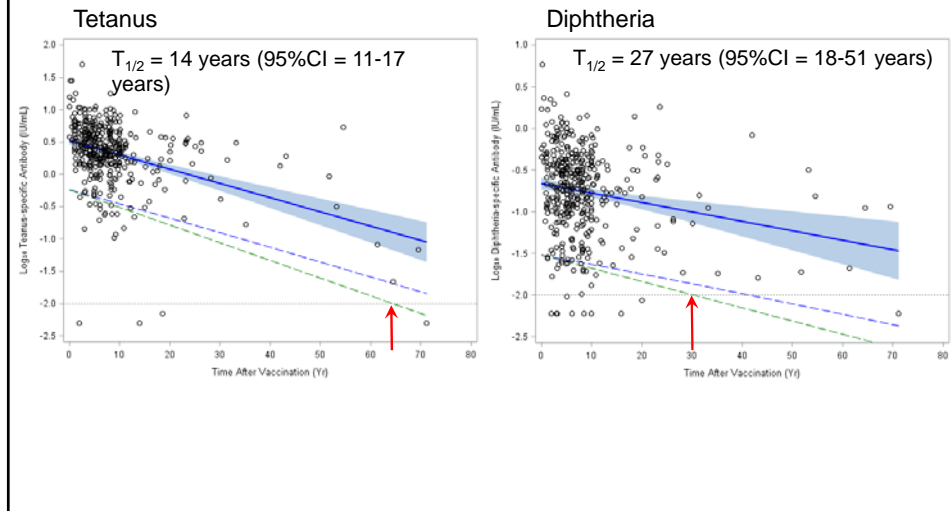 Tetanus
T1/2 = 14 years (95%CI = 11-17
years)
2.0
1.5
1.0
0.5
0.0
-0.5
-1.0
-1.5
-2.0
-2.5
Log₁₀ Teanus-specific Antibody (IU/mL)
0 10 20 30 40 50 60 70 80
Time After Vaccination (Yr)
Diphtheria
T1/2 = 27 years (95%CI = 18-51 years)
1.0
0.5
0.0
-0.5
-1.0
-1.5
-2.0
-2.5
Log₁₀ Diphtheria-specific Antibody (IU/mL)
0 10 20 30 40 50 60 70 80
Time After Vaccination (Yr)